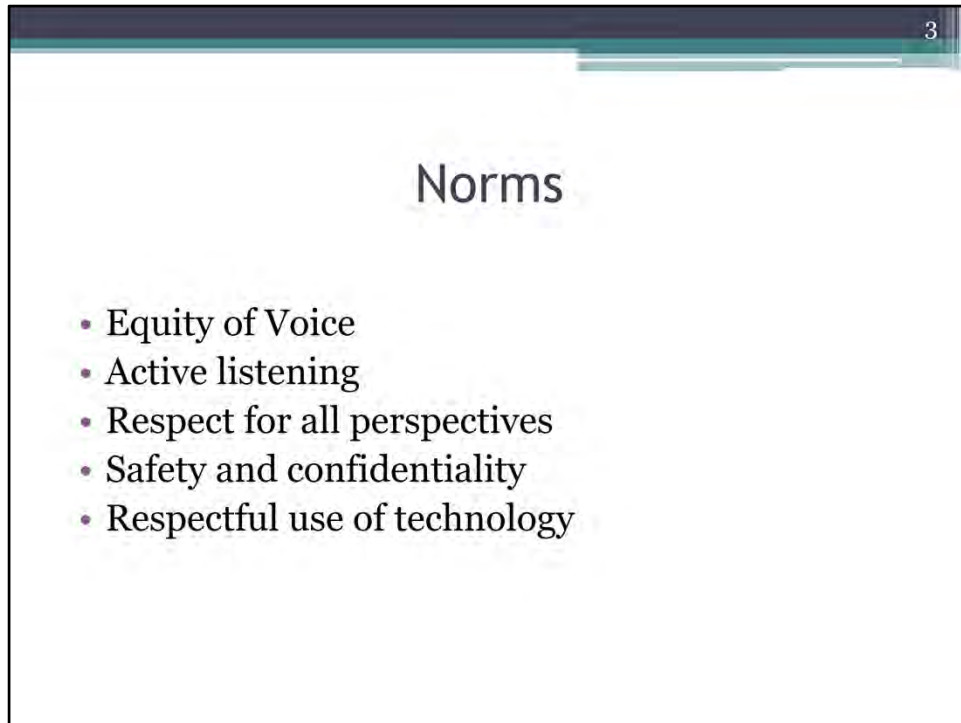 3
Norms
• Equity of Voice
• Active listening
• Respect for all perspectives
• Safety and confidentiality
• Respectful use of technology